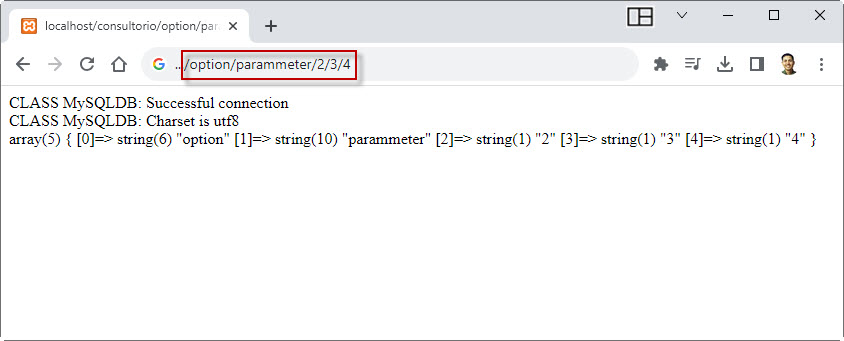 localhost/consultorio/option/par
../option/parammeter/2/3/4
CLASS MySQLDB: Successful connection
CLASS MySQLDB: Charset is utf8
array(5) { [0]=> string(6) "option" [1]=> string(10) "parammeter" [2]=> string(1) "2" [3]=> string(1) "3" [4]=> string(1) "4" }